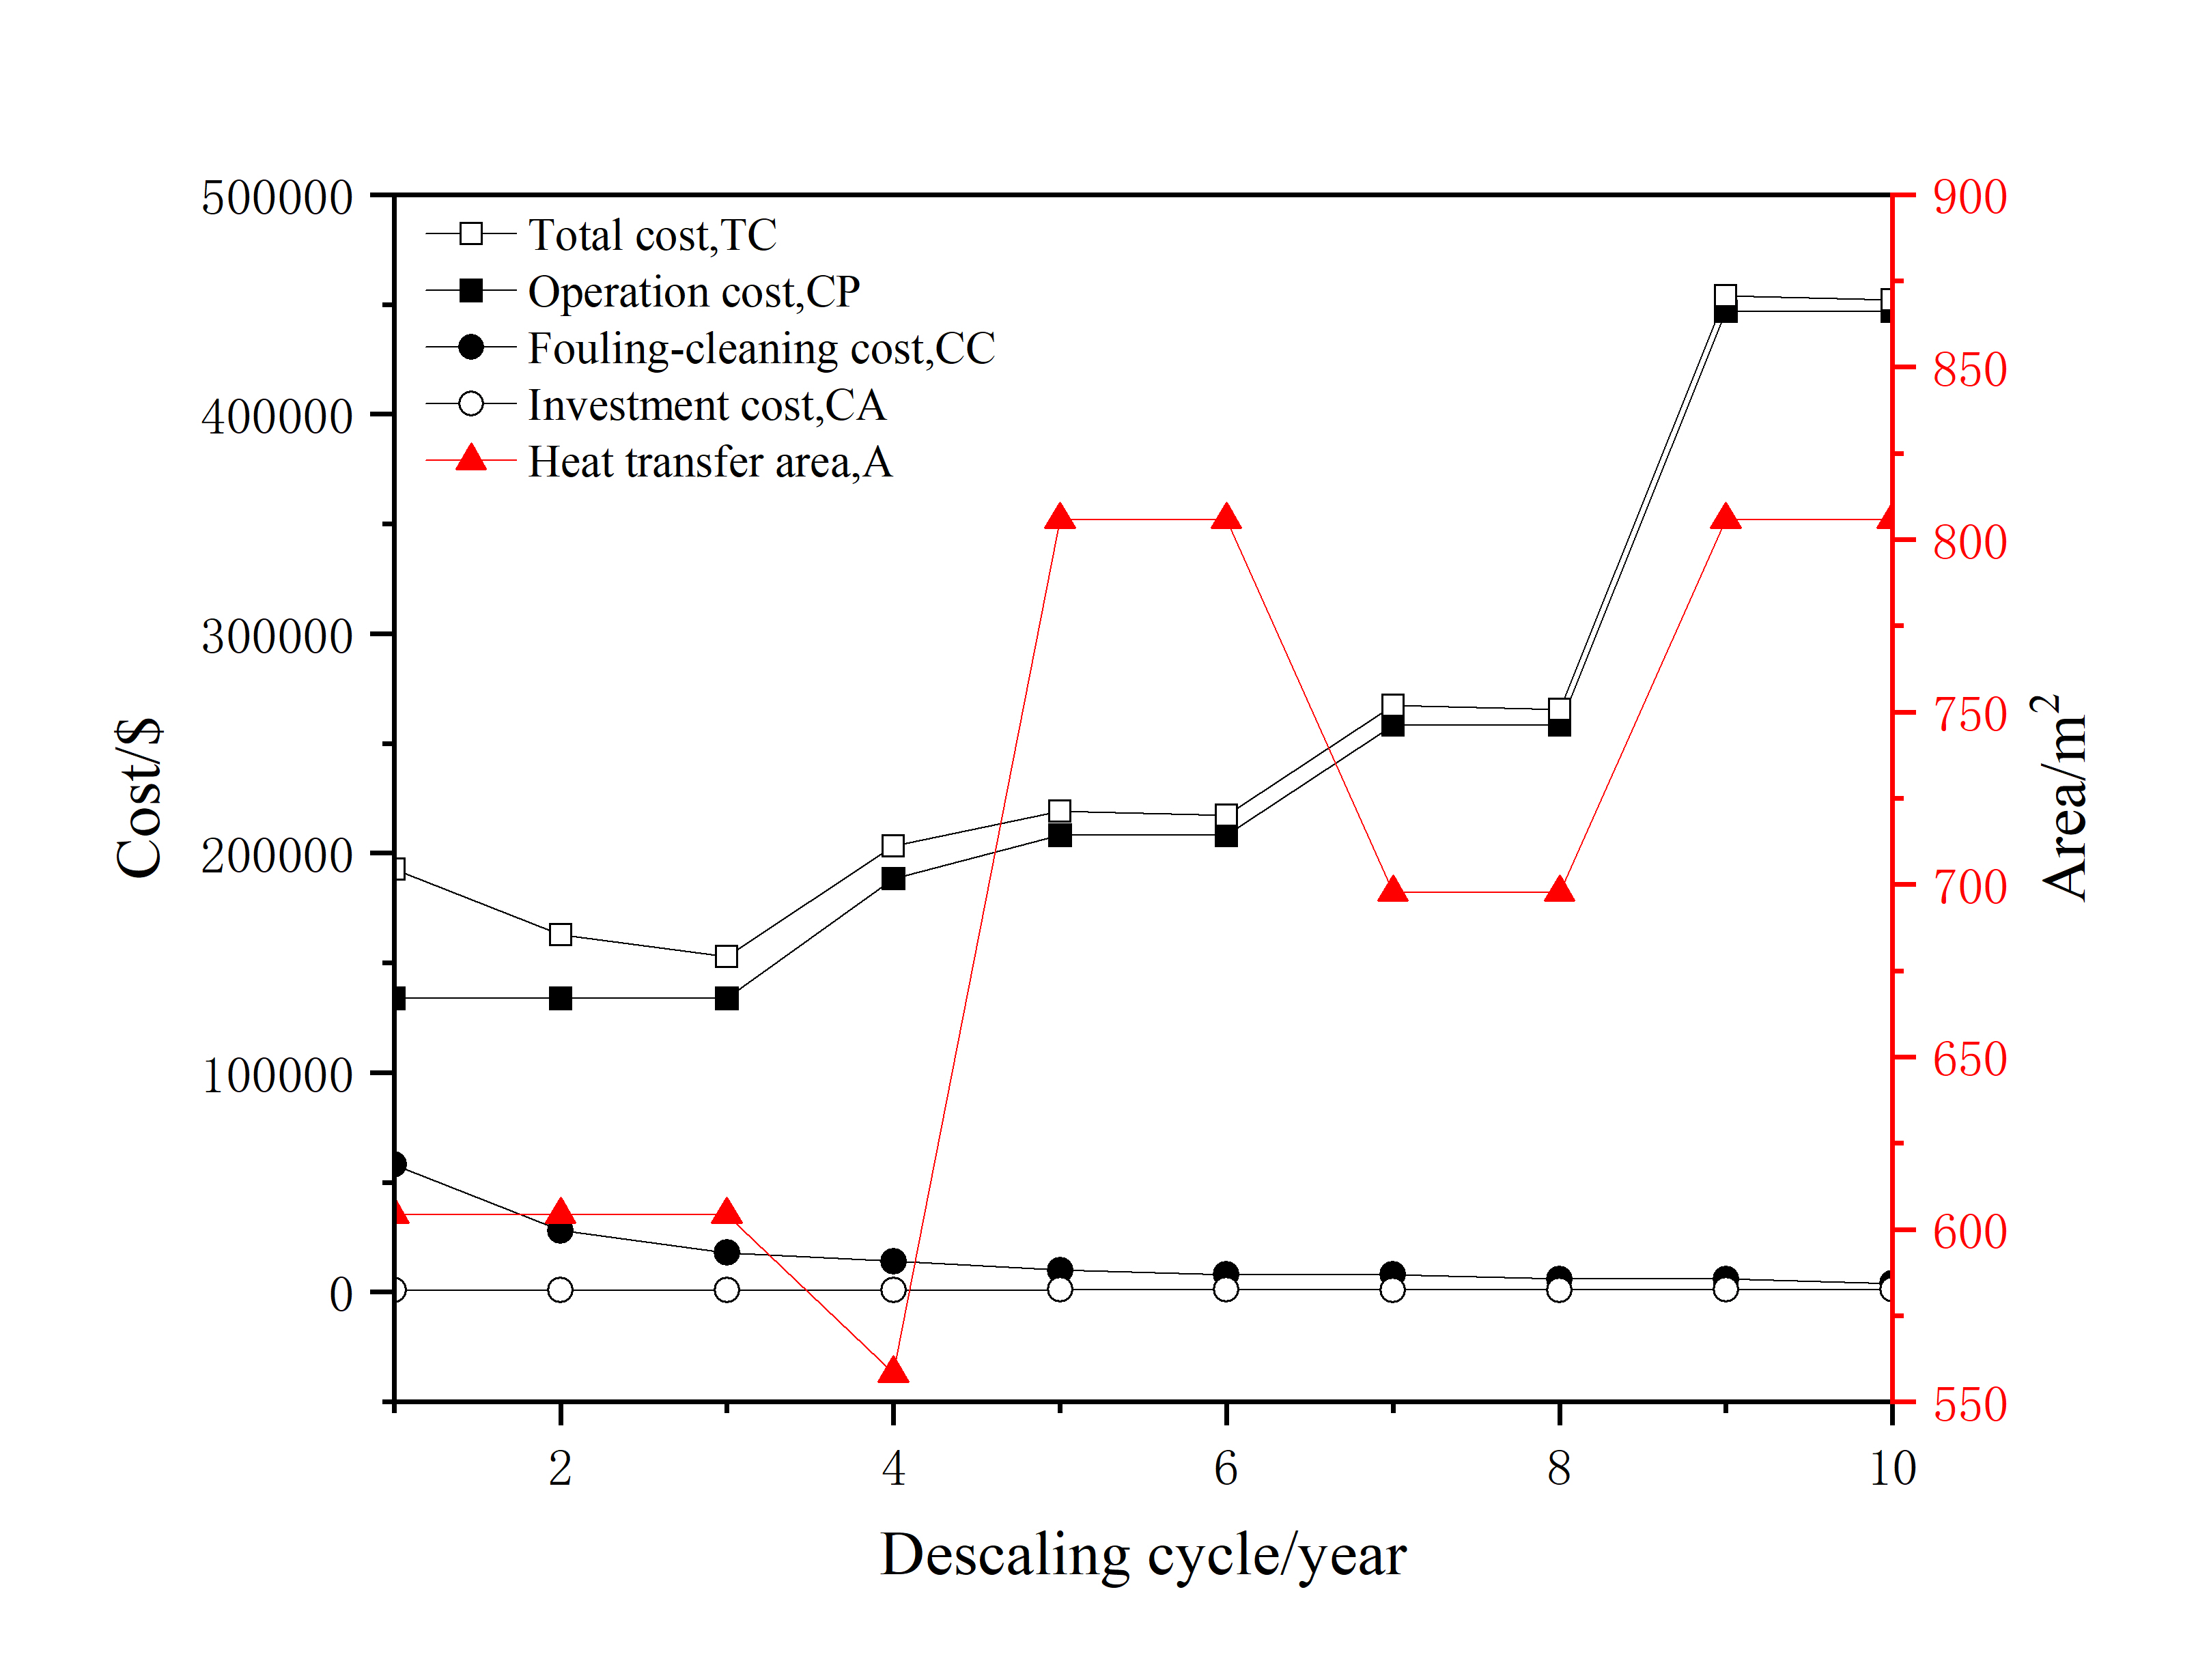 500000
400000
300000
200000
100000
0
Cost/$
Total cost,TC
Operation cost,CP
Fouling-cleaning cost,CC
Investment cost,CA
Heat transfer area,A
900
850
800
750
700
650
600
550
Area/m²
2 4 6 8 10
Descaling cycle/year